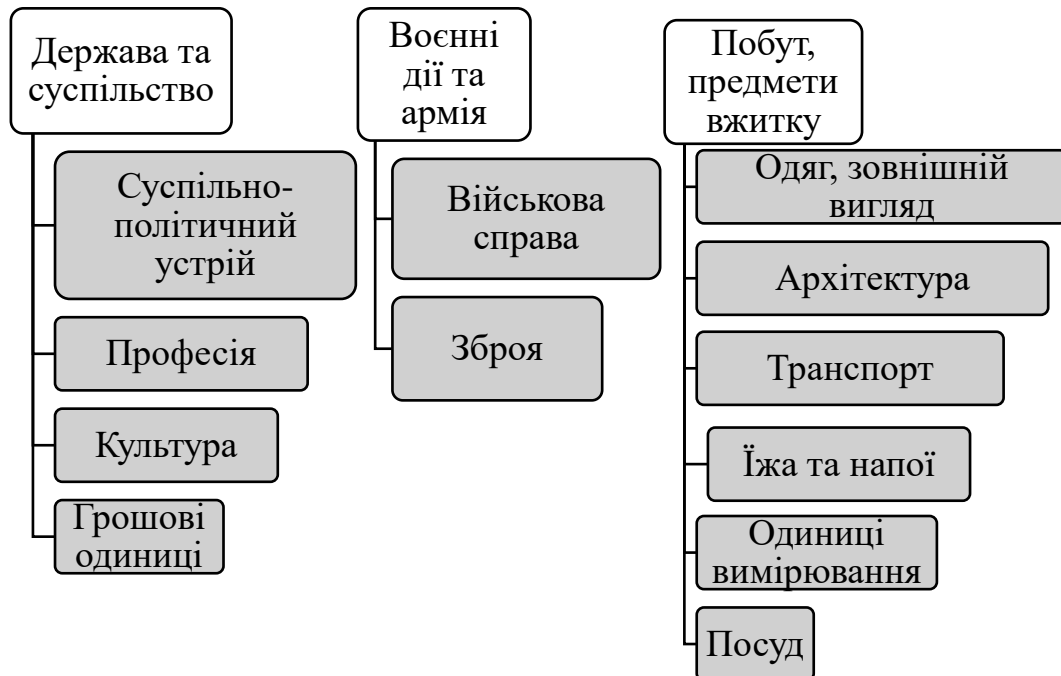 Держава та
суспільство
Суспільно-
політичний
устрій
Професія
Культура
Грошові
одиниці
Воєнні
дії та
армія
Військова
справа
Зброя
Побут,
предмети
вжитку
Одяг, зовнішній
вигляд
Архітектура
Транспорт
Їжа та напої
Одиниці
вимірювання
Посуд